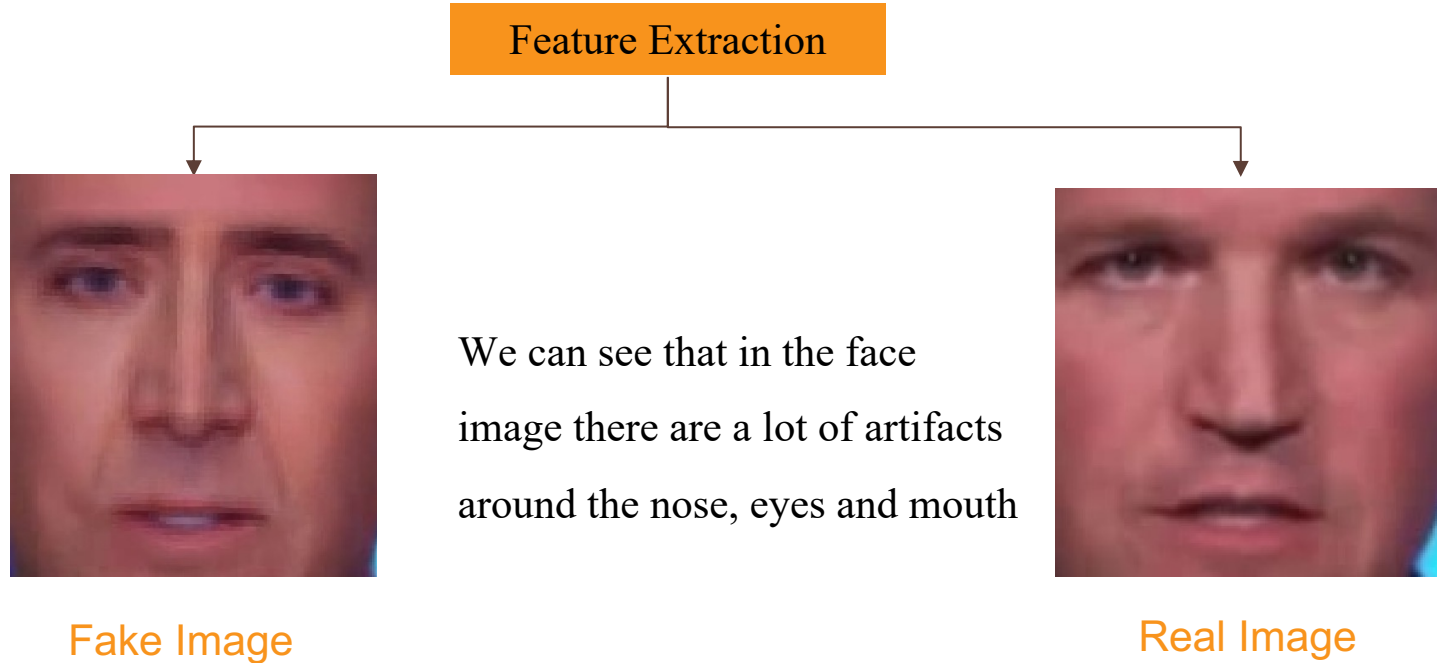 Feature Extraction
We can see that in the face
image there are a lot of artifacts
around the nose, eyes and mouth
Fake Image
Real Image